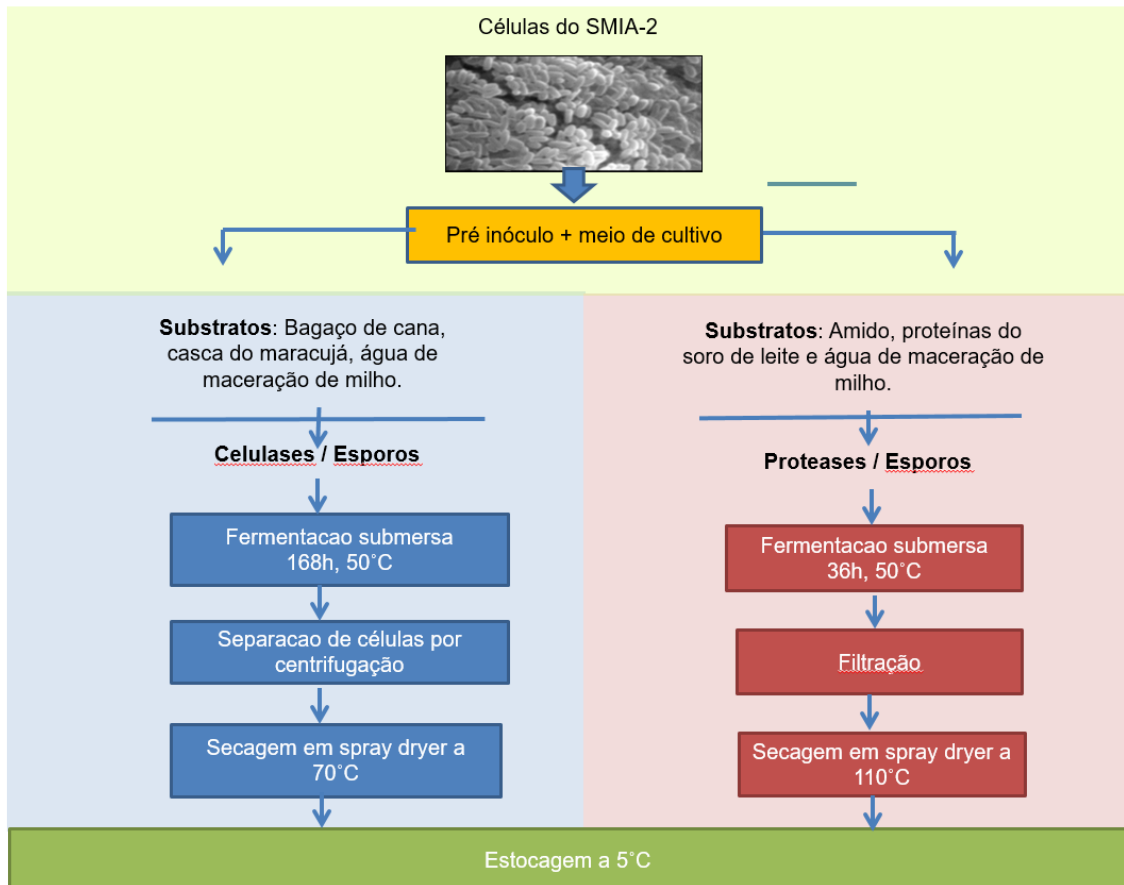 Células do SMIA-2
Pré inóculo + meio de cultivo
Substratos: Bagaço de cana,
casca do maracujá, água de
maceração de milho.
Celulases / Esporos
Fermentacao submersa
168h, 50˚C
Separacao de células por
centrifugação
Secagem em spray dryer a
70˚C
Substratos: Amido, proteínas do
soro de leite e água de maceração de
milho.
Proteases / Esporos
Fermentacao submersa
36h, 50˚C
Filtração
Secagem em spray dryer a
110˚C
Estocagem a 5˚C